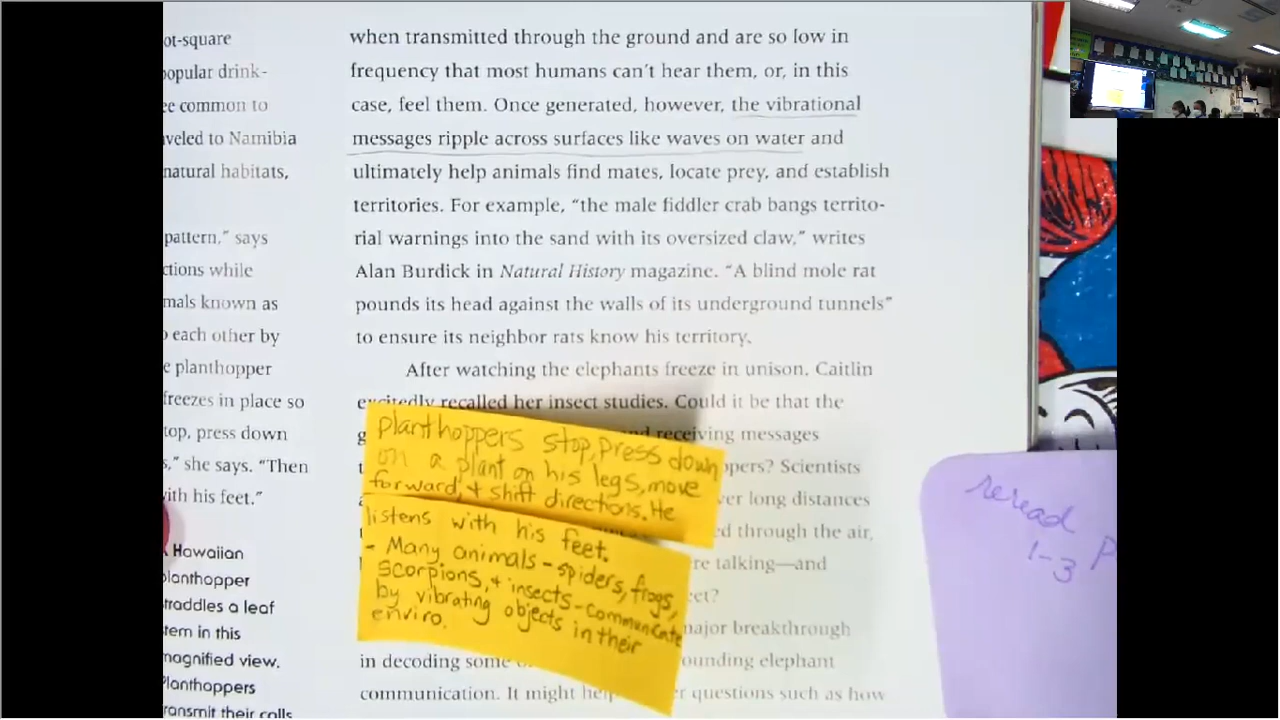 ot-square
popular drink-
e common to
veled to Namibia
natural habitats,
pattern," says
ctions while
mals known as
each other by
e planthopper
freezes in place so
top, press down
s," she says. "Then
ith his feet."
Hawaiian
planthopper
straddles a leaf
tem in this
magnified view.
Planthoppers
transmit their calls
when transmitted through the ground and are so low in
frequency that most humans can't hear them, or, in this
case, feel them. Once generated, however, the vibrational
messages ripple across surfaces like waves on water and
ultimately help animals find mates, locate prey, and establish
territories. For example, "the male fiddler crab bangs territo-
rial warnings into the sand with its oversized claw," writes
Alan Burdick in Natural History magazine. "A blind mole rat
pounds its head against the walls of its underground tunnels"
to ensure its neighbor rats know his territory.
After watching the elephants freeze in unison, Caitlin
excitedly recalled her insect studies. Could it be that the
nd receiving messages
ppers? Scientists
er long distances
ed through the air,
re talking—and
et?
major breakthrough
in decoding some ounding elephant
communication. It might help questions such as how
planthoppers stop, press down
on a plant on his legs, move
forward, + shift directions. He
listens with his feet.
- Many animals - spiders, frogs,
scorpions, + insects - communicate
by vibrating objects in their
enviro.
reread p
1-3